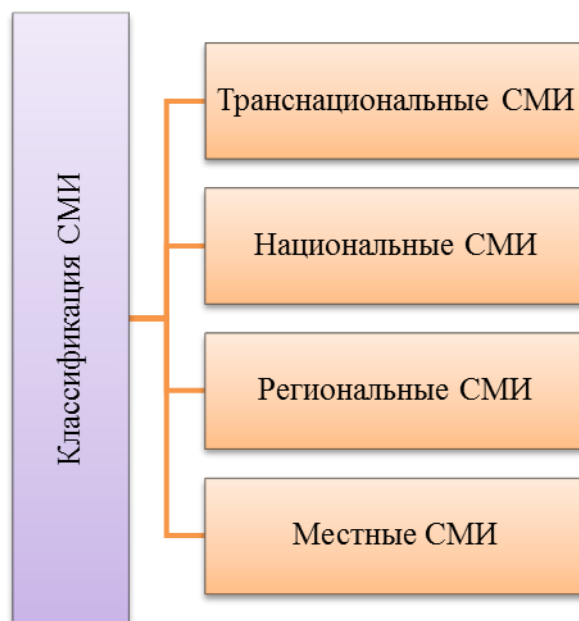 Классификация СМИ
Транснациональные СМИ
Национальные СМИ
Региональные СМИ
Местные СМИ